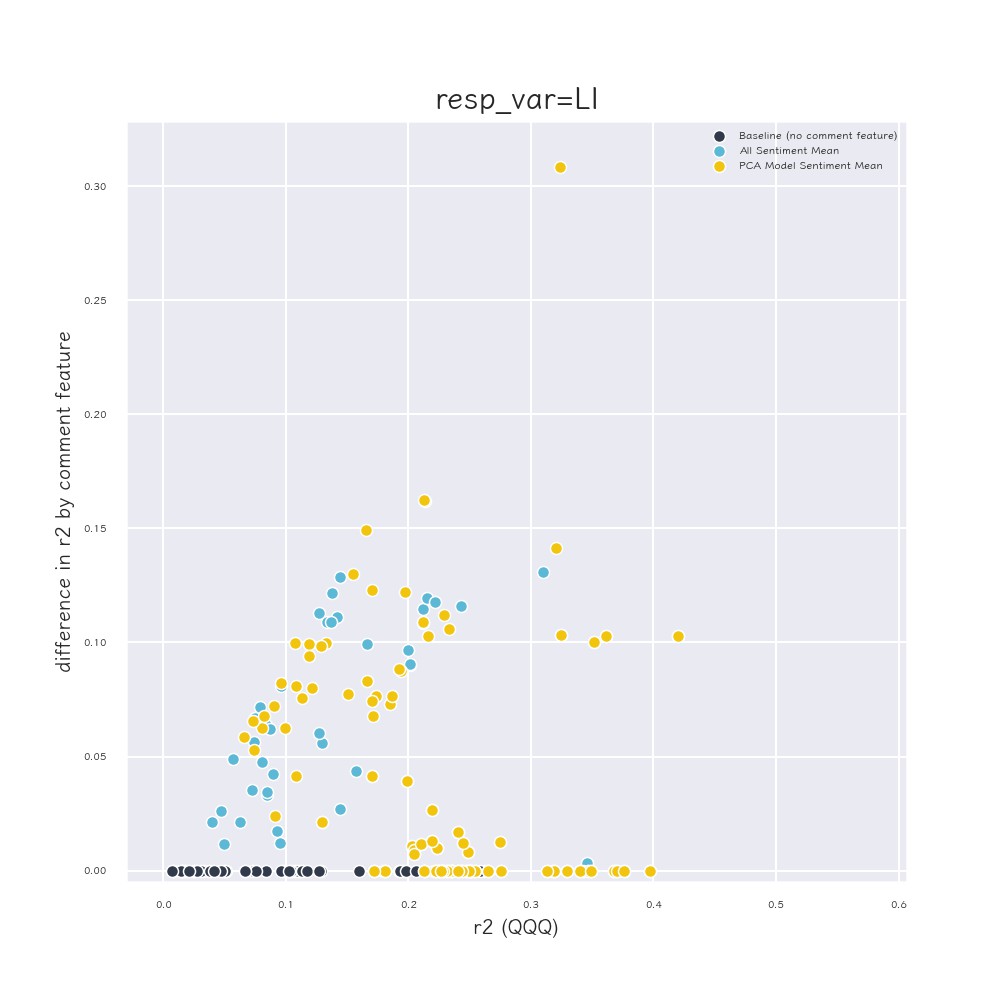 resp_var=LI
Baseline (no comment feature)
All Sentiment Mean
PCA Model Sentiment Mean
0.30
0.25
0.20
0.15
0.10
0.05
0.00
difference in r2 by comment feature
0.0 0.1 0.2 0.3 0.4 0.5 0.6
r2 (QQQ)